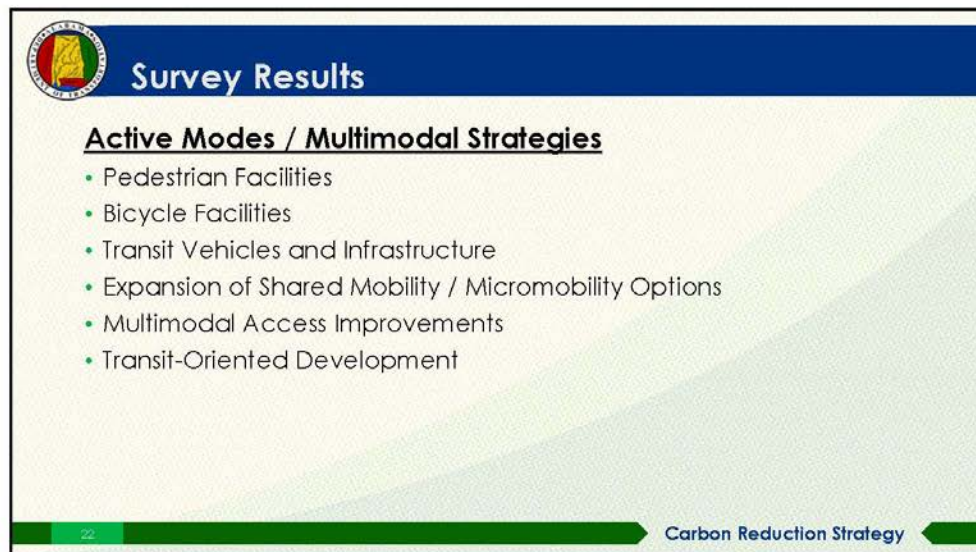 Survey Results
Active Modes / Multimodal Strategies
• Pedestrian Facilities
• Bicycle Facilities
• Transit Vehicles and Infrastructure
• Expansion of Shared Mobility / Micromobility Options
• Multimodal Access Improvements
• Transit-Oriented Development
22
Carbon Reduction Strategy